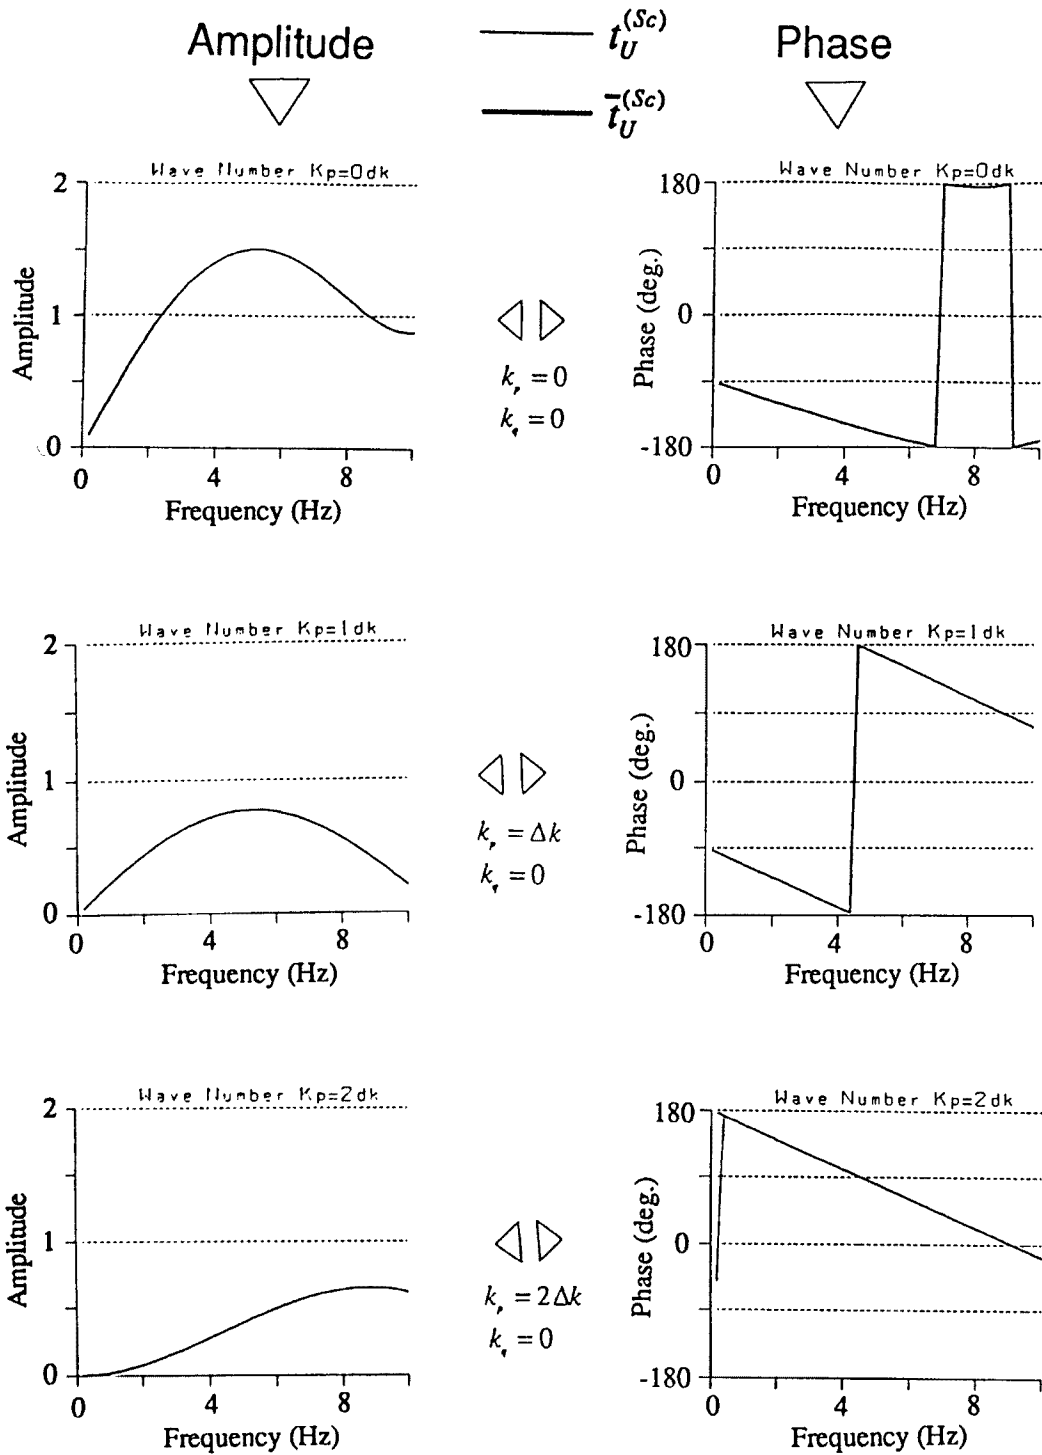 Amplitude
t_U^(Sc)
Phase
t̄_U^(Sc)
Wave Number Kp=0dk
2
1
0
Amplitude
0 4 8
Frequency (Hz)
k_p = 0
k_q = 0
Wave Number Kp=0dk
180
0
-180
Phase (deg.)
0 4 8
Frequency (Hz)
Wave Number Kp=1dk
2
1
0
Amplitude
0 4 8
Frequency (Hz)
k_p = Δk
k_q = 0
Wave Number Kp=1dk
180
0
-180
Phase (deg.)
0 4 8
Frequency (Hz)
Wave Number Kp=2dk
2
1
0
Amplitude
0 4 8
Frequency (Hz)
k_p = 2Δk
k_q = 0
Wave Number Kp=2dk
180
0
-180
Phase (deg.)
0 4 8
Frequency (Hz)